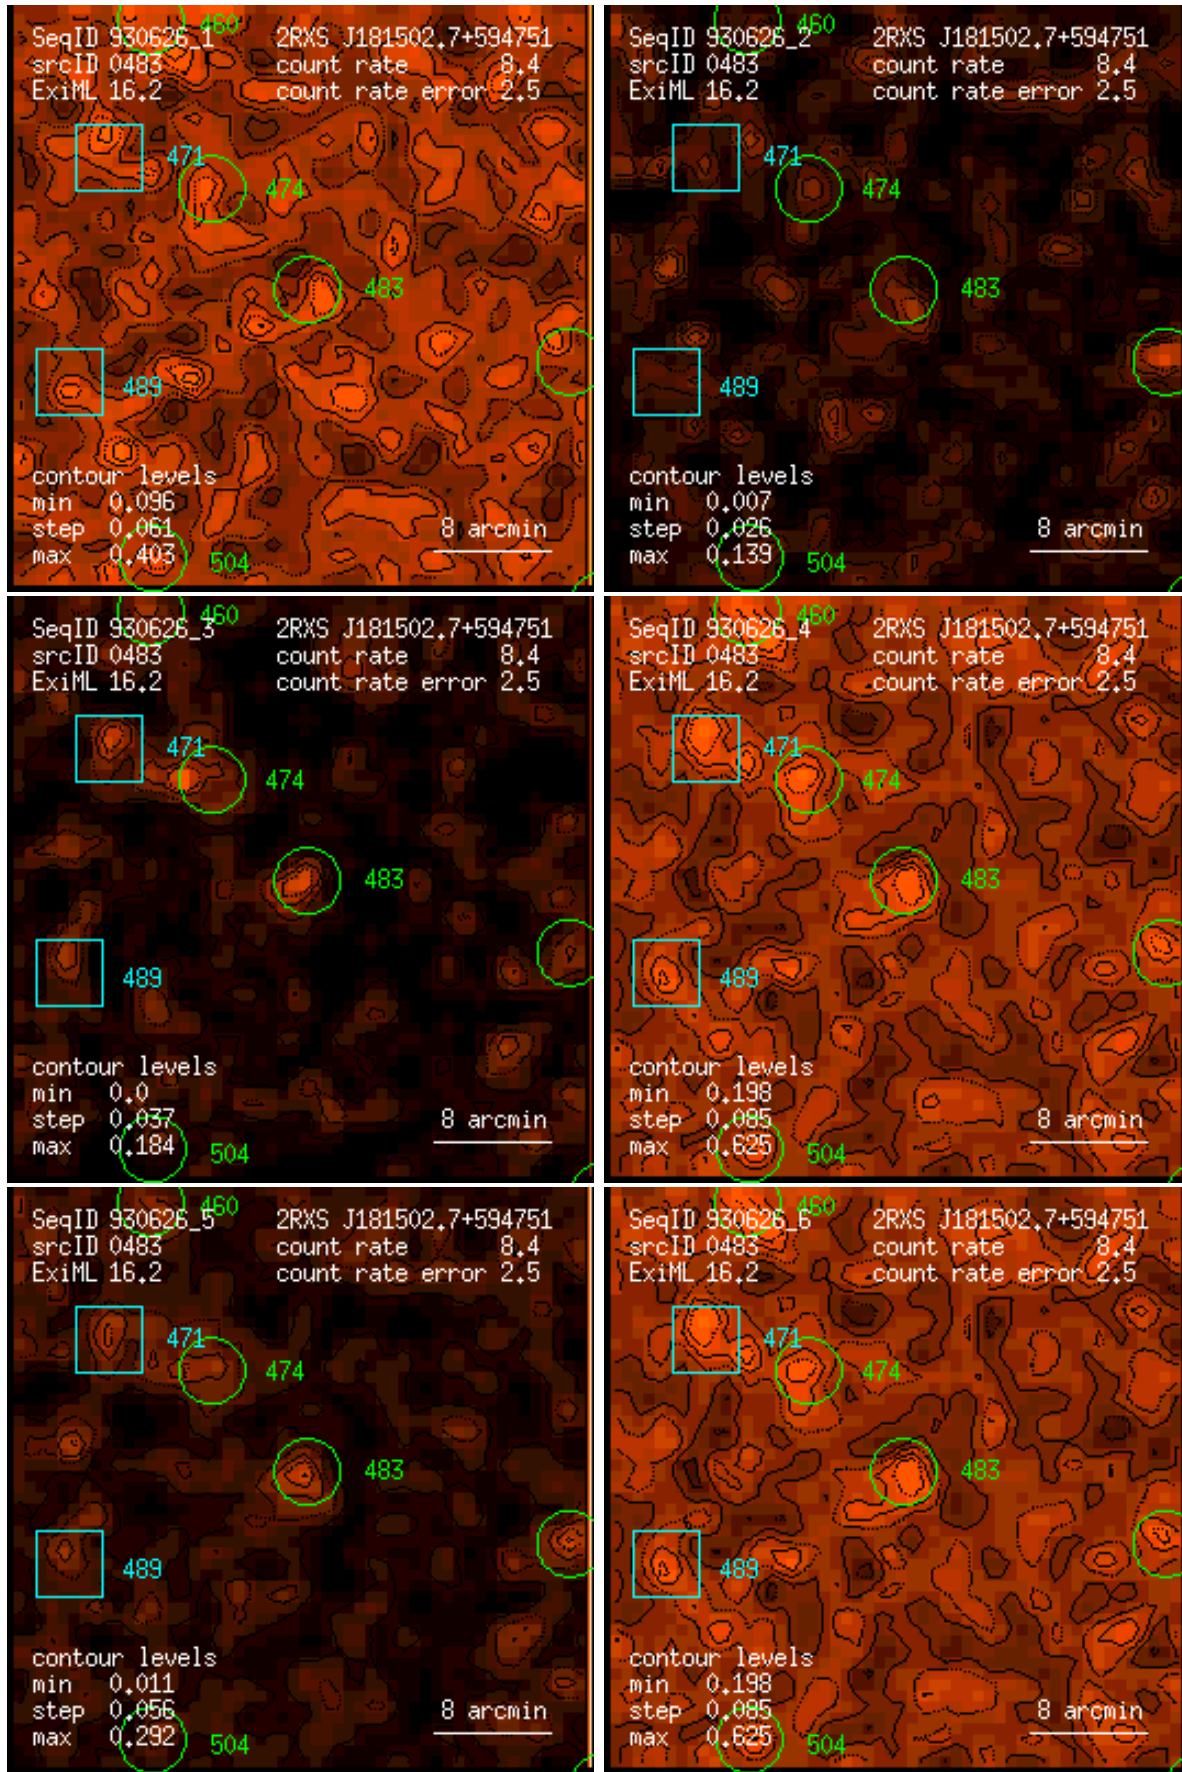 460
SeqID 930626_1 2RXS J181502.7+594751
srcID 0483 count rate 8.4
ExiML 16.2 count rate error 2.5
471
474
483
489
contour levels
min 0.096
step 0.061 8 arcmin
max 0.403 504
460
SeqID 930626_2 2RXS J181502.7+594751
srcID 0483 count rate 8.4
ExiML 16.2 count rate error 2.5
471
474
483
489
contour levels
min 0.007
step 0.026 8 arcmin
max 0.139 504
460
SeqID 930626_3 2RXS J181502.7+594751
srcID 0483 count rate 8.4
ExiML 16.2 count rate error 2.5
471
474
483
489
contour levels
min 0.0
step 0.037 8 arcmin
max 0.184 504
460
SeqID 930626_4 2RXS J181502.7+594751
srcID 0483 count rate 8.4
ExiML 16.2 count rate error 2.5
471
474
483
489
contour levels
min 0.198
step 0.085 8 arcmin
max 0.625 504
460
SeqID 930626_5 2RXS J181502.7+594751
srcID 0483 count rate 8.4
ExiML 16.2 count rate error 2.5
471
474
483
489
contour levels
min 0.011
step 0.056 8 arcmin
max 0.292 504
460
SeqID 930626_6 2RXS J181502.7+594751
srcID 0483 count rate 8.4
ExiML 16.2 count rate error 2.5
471
474
483
489
contour levels
min 0.198
step 0.085 8 arcmin
max 0.625 504